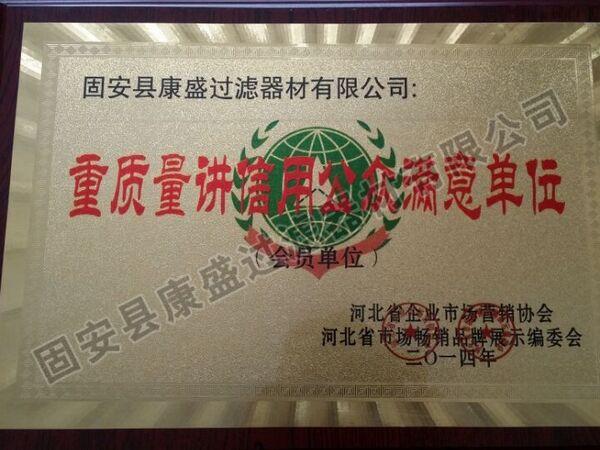 固安县康盛过滤器材有限公司:
重质量讲信用公众满意单位
(会员单位)
河北省企业市场营销协会
河北省市场畅销品牌展示编委会
二〇一四年
固安县康盛过滤器材有限公司